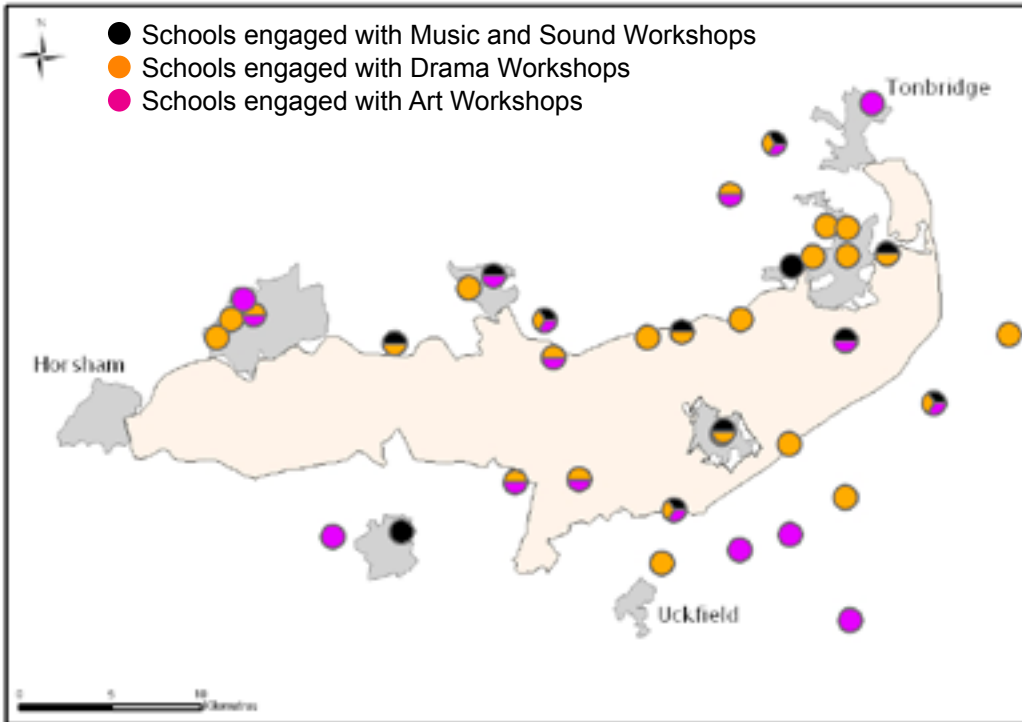 N
Schools engaged with Music and Sound Workshops
Schools engaged with Drama Workshops
Schools engaged with Art Workshops
Tonbridge
Horsham
Uckfield
0 5 10
Kilometres